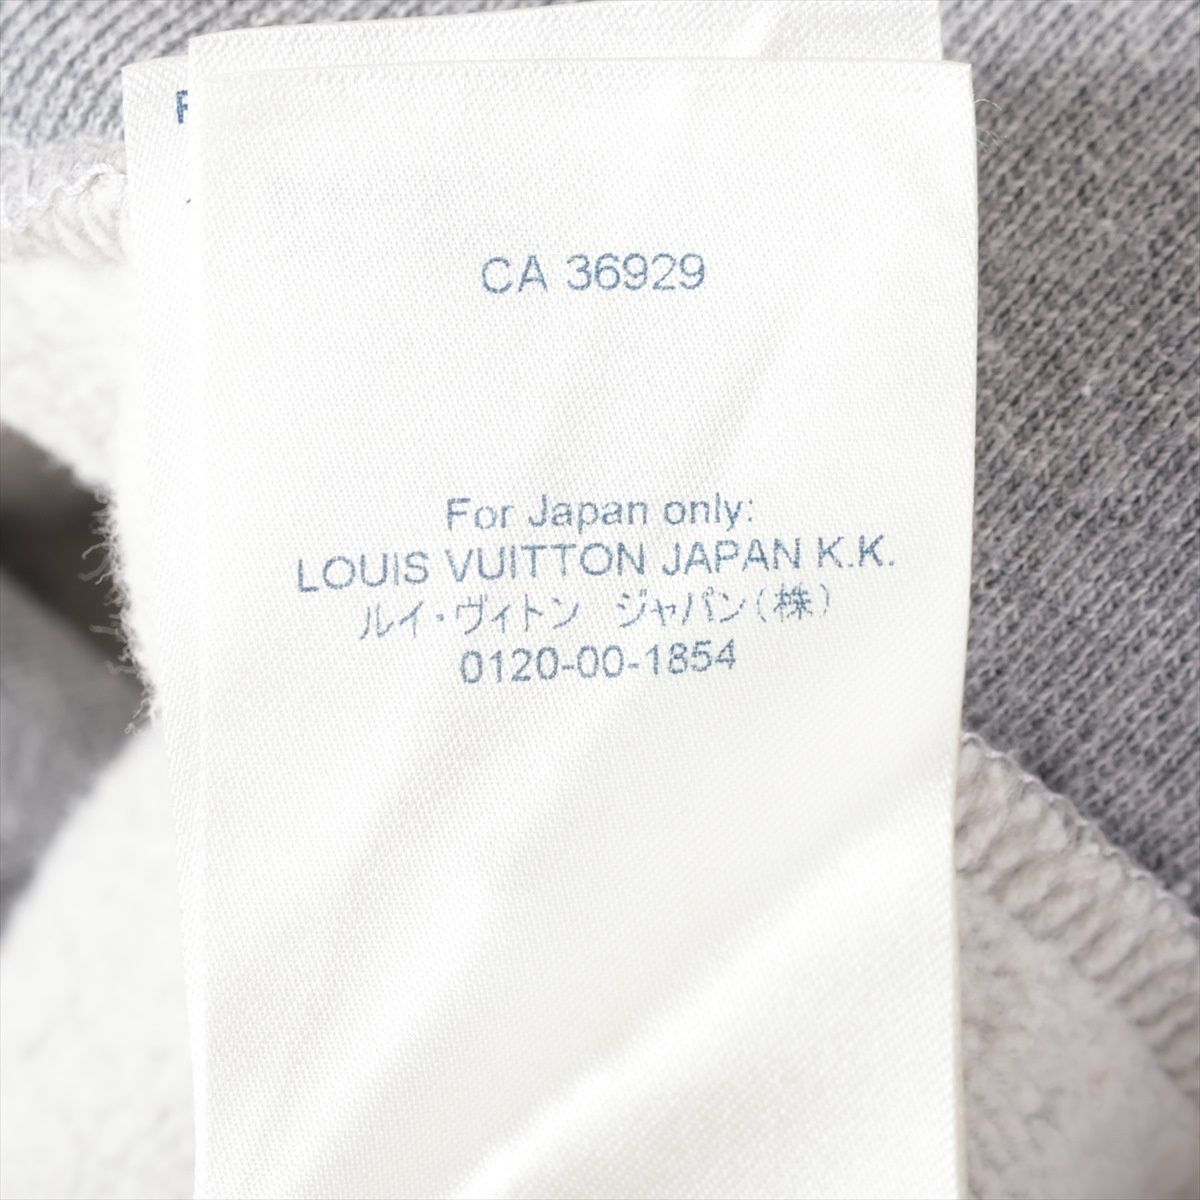 CA 36929
For Japan only:
LOUIS VUITTON JAPAN K.K.
ルイ・ヴィトン　ジャパン(株)
0120-00-1854